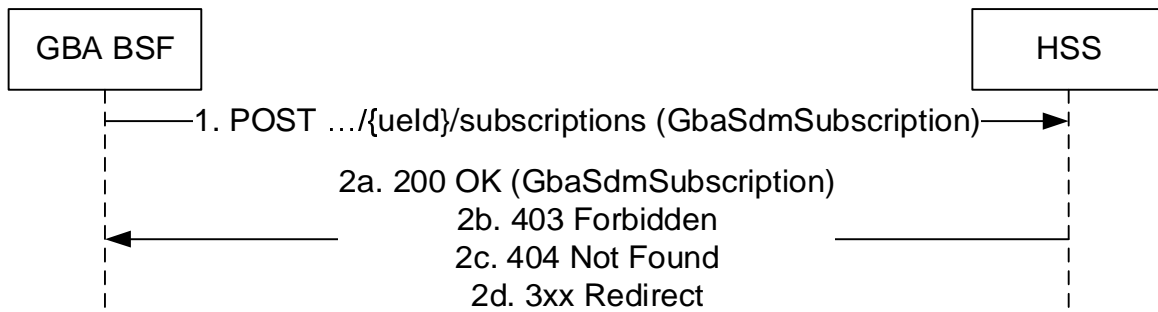 GBA BSF
HSS
1. POST …/{ueId}/subscriptions (GbaSdmSubscription)
2a. 200 OK (GbaSdmSubscription)
2b. 403 Forbidden
2c. 404 Not Found
2d. 3xx Redirect